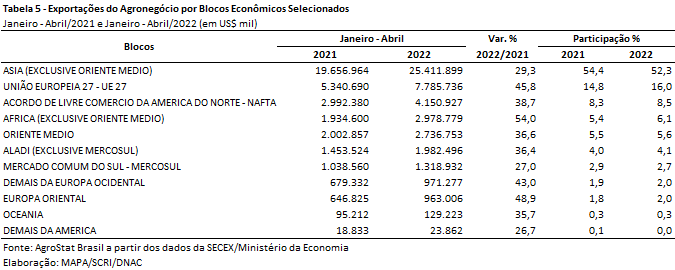 Tabela 5 - Exportações do Agronegócio por Blocos Econômicos Selecionados
Janeiro - Abril/2021 e Janeiro - Abril/2022 (em US$ mil)
Blocos Janeiro - Abril Var. % Participação %
2021 2022 2022/2021 2021 2022
ASIA (EXCLUSIVE ORIENTE MEDIO) 19.656.964 25.411.899 29,3 54,4 52,3
UNIÃO EUROPEIA 27 - UE 27 5.340.690 7.785.736 45,8 14,8 16,0
ACORDO DE LIVRE COMERCIO DA AMERICA DO NORTE - NAFTA 2.992.380 4.150.927 38,7 8,3 8,5
AFRICA (EXCLUSIVE ORIENTE MEDIO) 1.934.600 2.978.779 54,0 5,4 6,1
ORIENTE MEDIO 2.002.857 2.736.753 36,6 5,5 5,6
ALADI (EXCLUSIVE MERCOSUL) 1.453.524 1.982.496 36,4 4,0 4,1
MERCADO COMUM DO SUL - MERCOSUL 1.038.560 1.318.932 27,0 2,9 2,7
DEMAIS DA EUROPA OCIDENTAL 679.332 971.277 43,0 1,9 2,0
EUROPA ORIENTAL 646.825 963.006 48,9 1,8 2,0
OCEANIA 95.212 129.223 35,7 0,3 0,3
DEMAIS DA AMERICA 18.833 23.862 26,7 0,1 0,0
Fonte: AgroStat Brasil a partir dos dados da SECEX/Ministério da Economia
Elaboração: MAPA/SCRI/DNAC